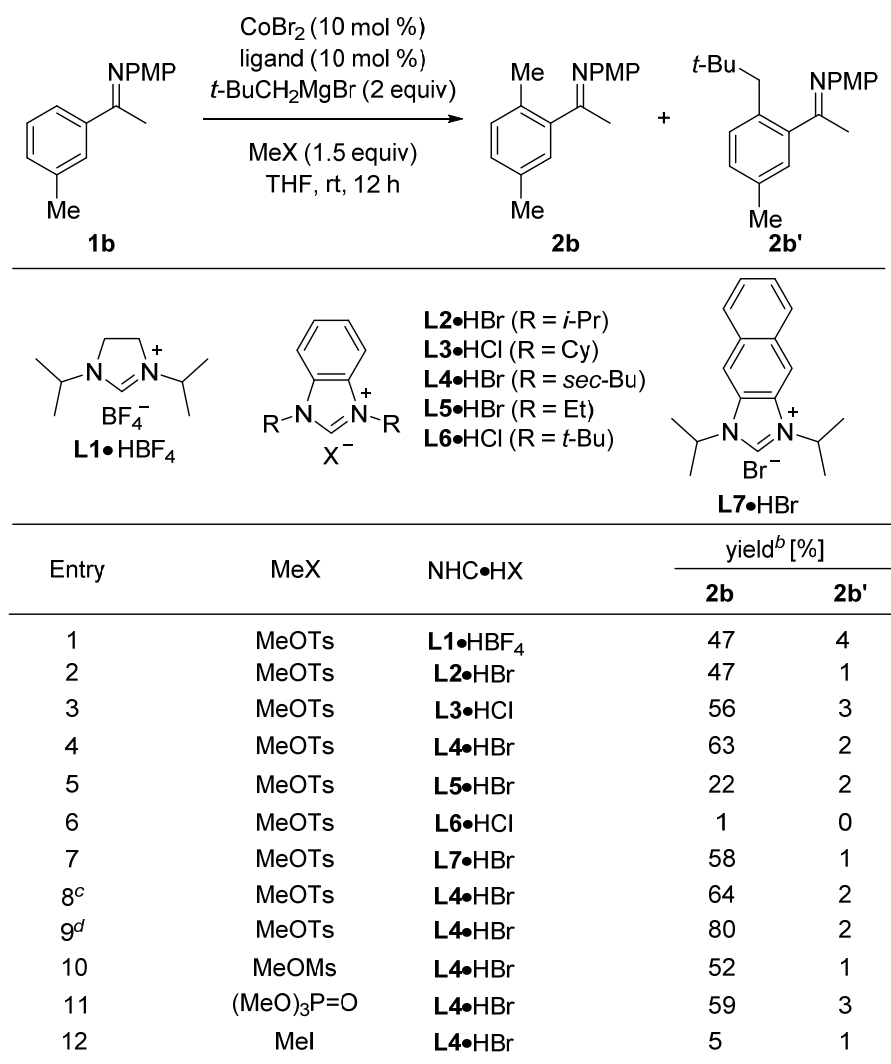 CoBr2 (10 mol %)
ligand (10 mol %)
t-BuCH2MgBr (2 equiv)
MeX (1.5 equiv)
THF, rt, 12 h
NPMP
Me
Me
1b
Me
NPMP
Me
Me
2b
+
t-Bu
NPMP
Me
Me
2b'
N + N
BF4−
L1•HBF4
R N + N R
X−
L2•HBr (R = i-Pr)
L3•HCl (R = Cy)
L4•HBr (R = sec-Bu)
L5•HBr (R = Et)
L6•HCl (R = t-Bu)
N + N
Br−
L7•HBr
Entry MeX NHC•HX yield^b [%]
2b 2b'
1 MeOTs L1•HBF4 47 4
2 MeOTs L2•HBr 47 1
3 MeOTs L3•HCl 56 3
4 MeOTs L4•HBr 63 2
5 MeOTs L5•HBr 22 2
6 MeOTs L6•HCl 1 0
7 MeOTs L7•HBr 58 1
8^c MeOTs L4•HBr 64 2
9^d MeOTs L4•HBr 80 2
10 MeOMs L4•HBr 52 1
11 (MeO)3P=O L4•HBr 59 3
12 MeI L4•HBr 5 1